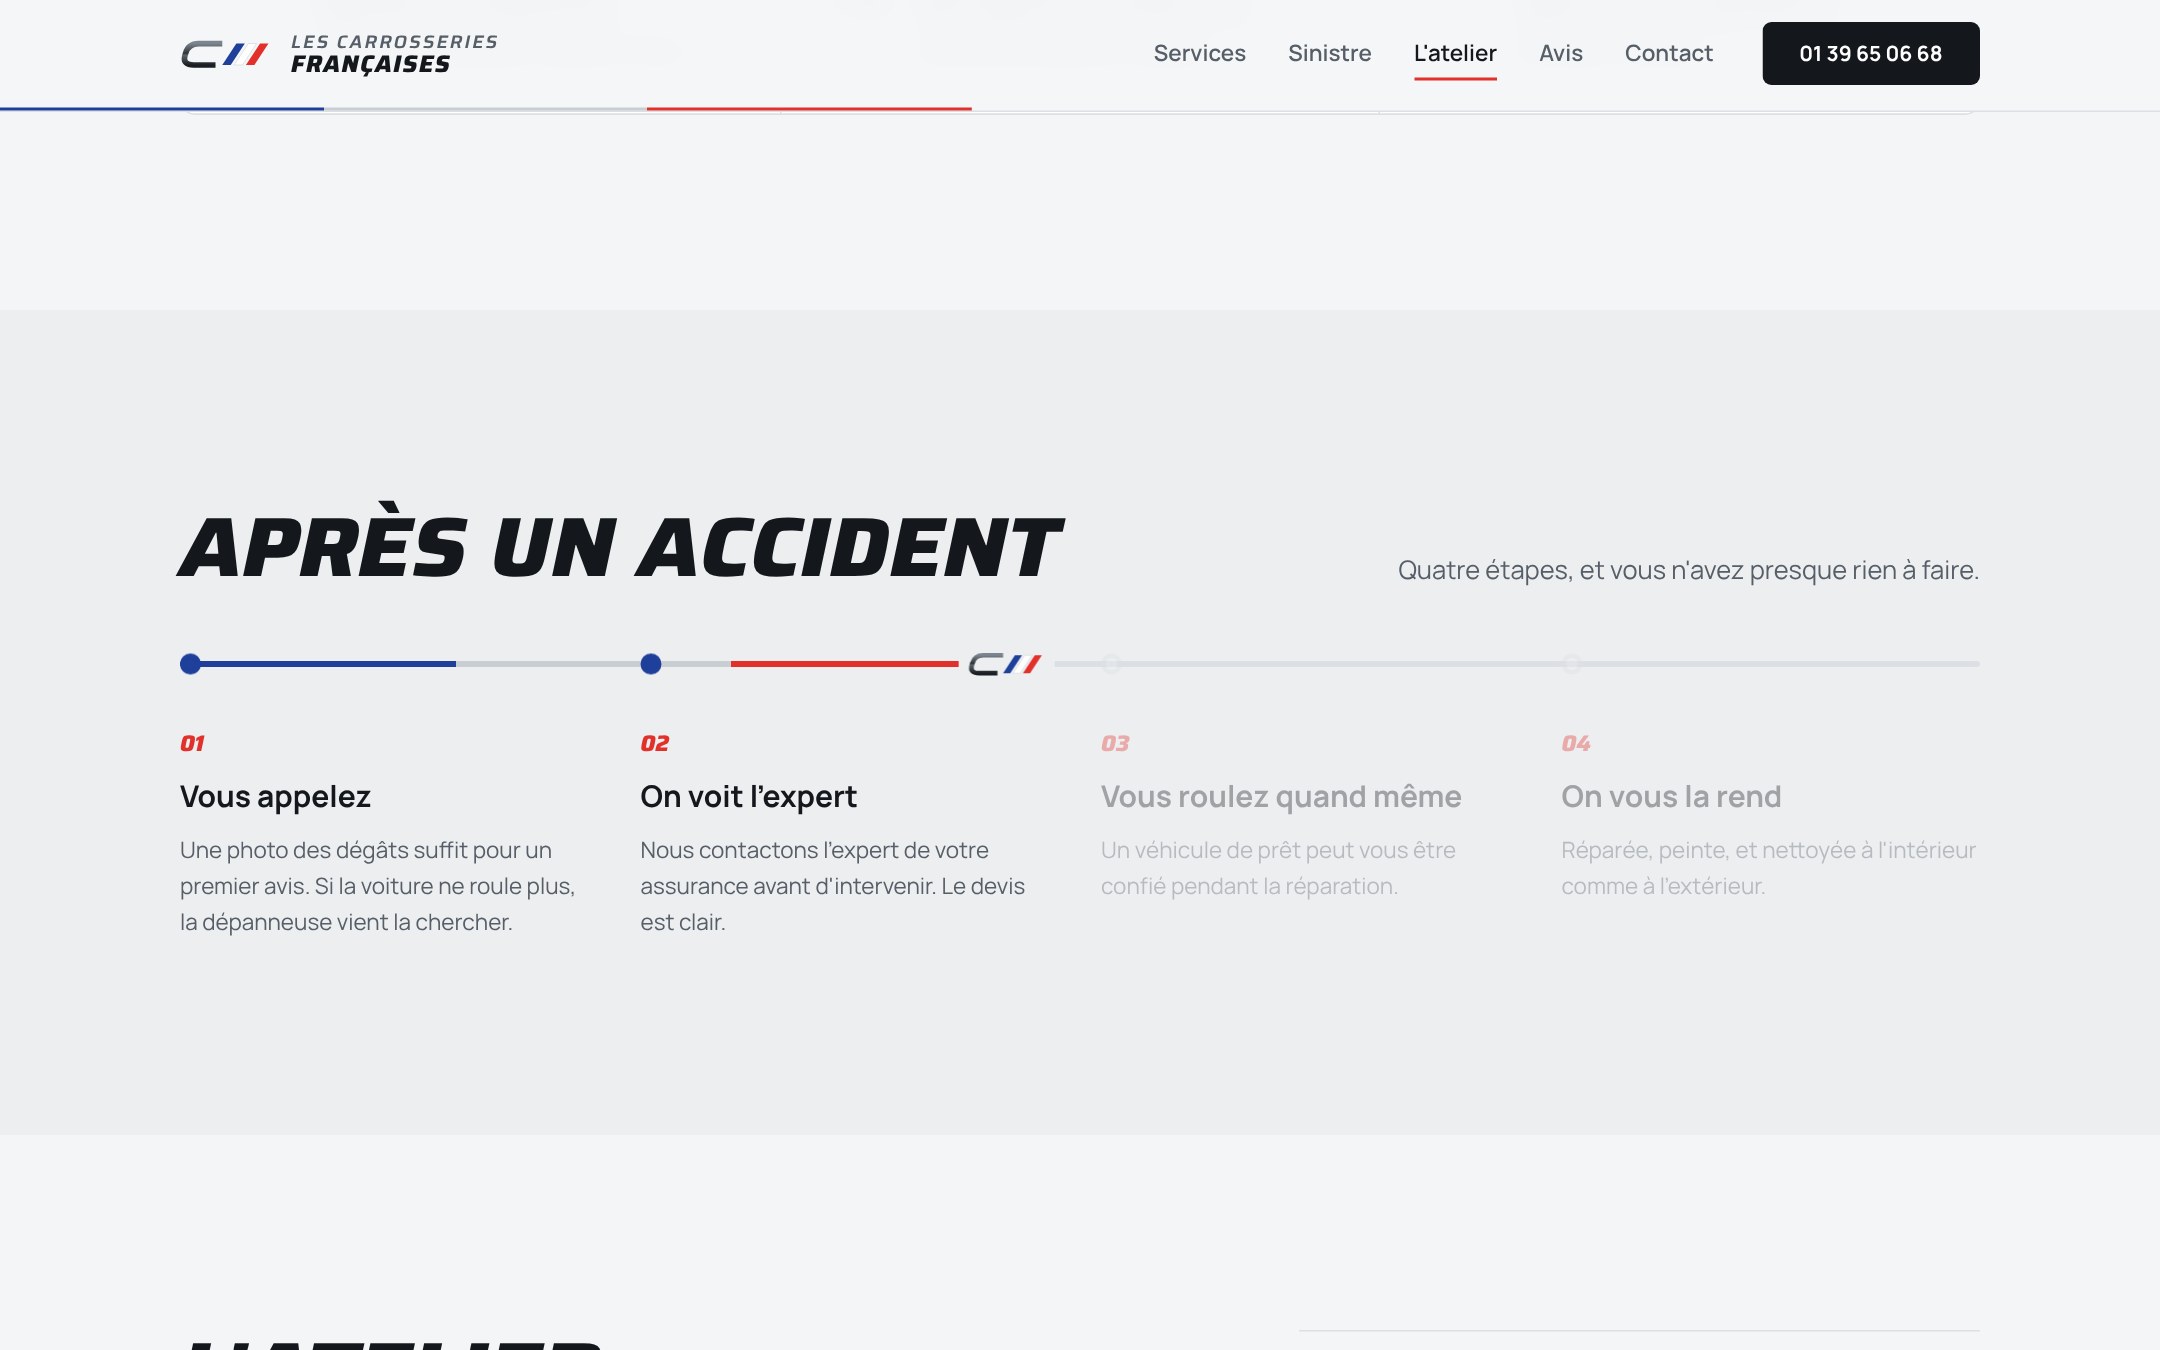 LES CARROSSERIES
FRANÇAISES
Services
Sinistre
L'atelier
Avis
Contact
01 39 65 06 68
APRÈS UN ACCIDENT
Quatre étapes, et vous n'avez presque rien à faire.
01
Vous appelez
Une photo des dégâts suffit pour un
premier avis. Si la voiture ne roule plus,
la dépanneuse vient la chercher.
02
On voit l’expert
Nous contactons l’expert de votre
assurance avant d'intervenir. Le devis
est clair.
03
Vous roulez quand même
Un véhicule de prêt peut vous être
confié pendant la réparation.
04
On vous la rend
Réparée, peinte, et nettoyée à l'intérieur
comme à l’extérieur.